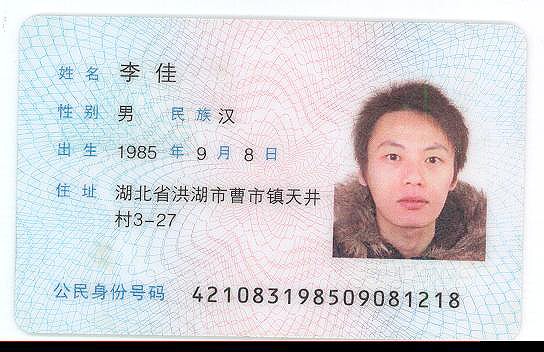 姓名 李佳
性别 男 民族 汉
出生 1985 年 9 月 8 日
住址 湖北省洪湖市曹市镇天井
村3-27
公民身份号码 421083198509081218